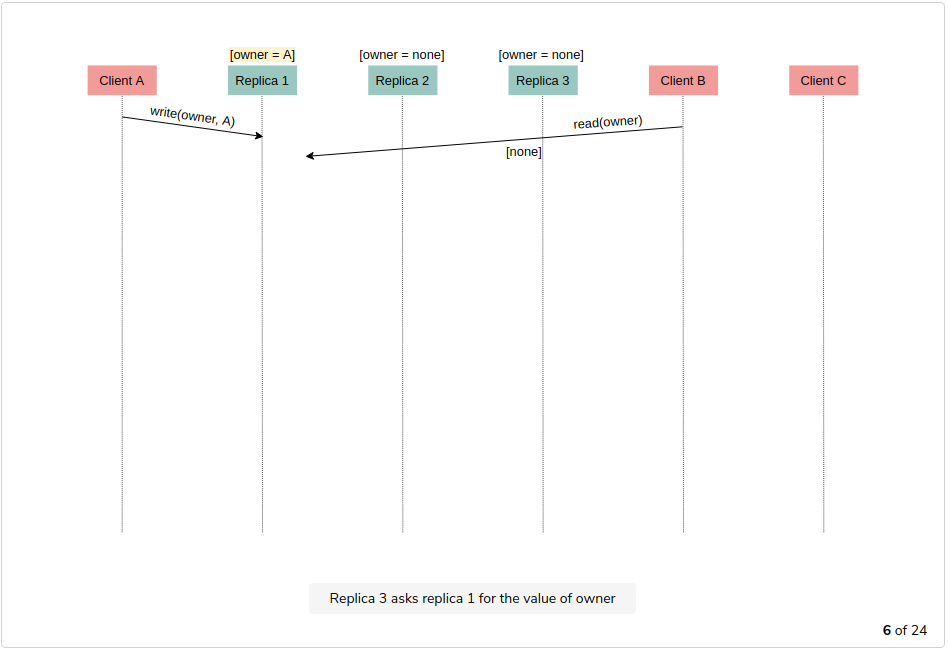 [owner = A]
[owner = none]
[owner = none]
Client A
Replica 1
Replica 2
Replica 3
Client B
Client C
write(owner, A)
read(owner)
[none]
Replica 3 asks replica 1 for the value of owner
6 of 24